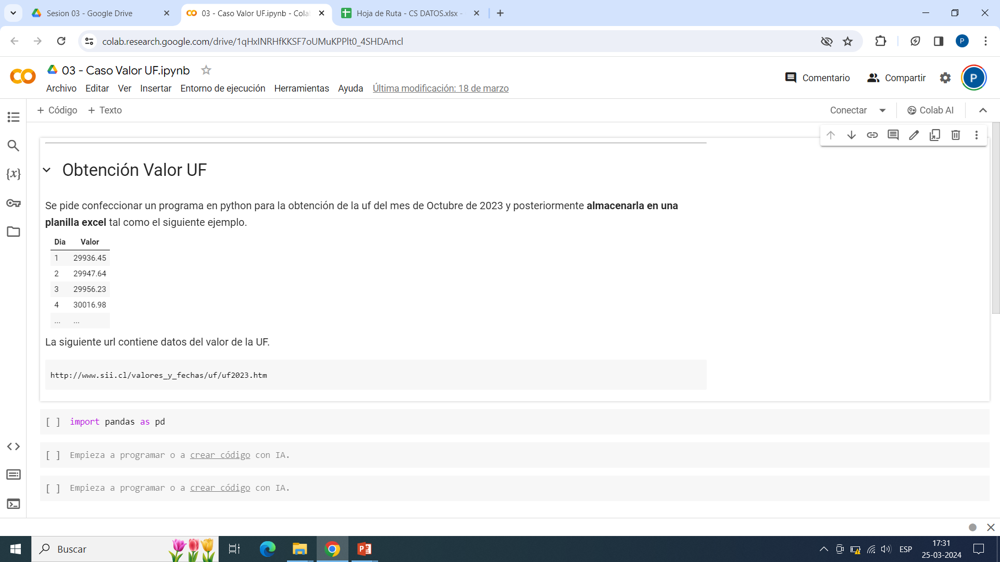 Sesion 03 - Google Drive
03 - Caso Valor UF.ipynb - Cola
Hoja de Ruta - CS DATOS.xlsx -
colab.research.google.com/drive/1qHxINRHfKKSF7oUMuKPPlt0_4SHDAmcl
P
03 - Caso Valor UF.ipynb
Comentario
Compartir
P
Archivo Editar Ver Insertar Entorno de ejecución Herramientas Ayuda Última modificación: 18 de marzo
+ Código + Texto
Conectar
Colab AI
{x}
Obtención Valor UF
Se pide confeccionar un programa en python para la obtención de la uf del mes de Octubre de 2023 y posteriormente almacenarla en una
planilla excel tal como el siguiente ejemplo.
Dia Valor
1 29936.45
2 29947.64
3 29956.23
4 30016.98
... ...
La siguiente url contiene datos del valor de la UF.
http://www.sii.cl/valores_y_fechas/uf/uf2023.htm
[ ] import pandas as pd
[ ] Empieza a programar o a crear código con IA.
[ ] Empieza a programar o a crear código con IA.
Buscar
ESP
17:31
25-03-2024